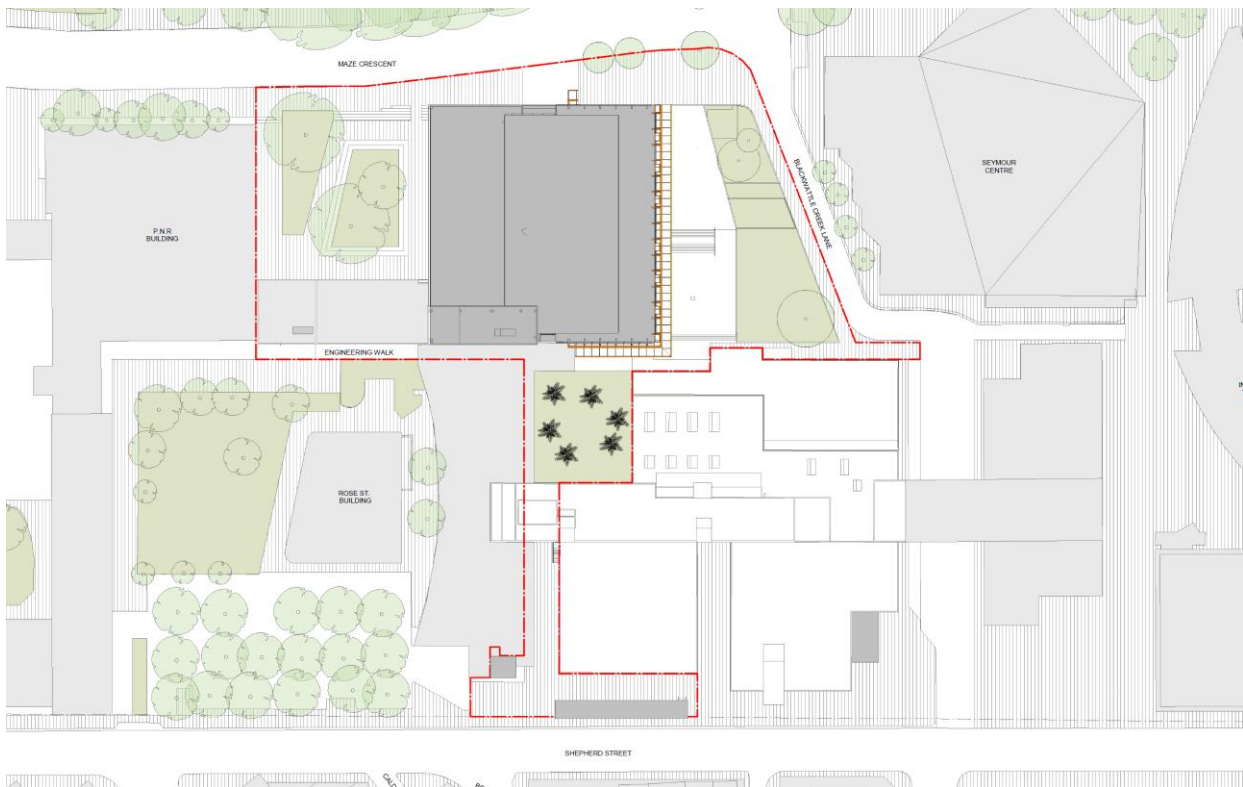 MAZE CRESCENT
P.N.R
BUILDING
SEYMOUR
CENTRE
BLACKWATTLE CREEK LANE
ENGINEERING WALK
ROSE ST.
BUILDING
SHEPHERD STREET